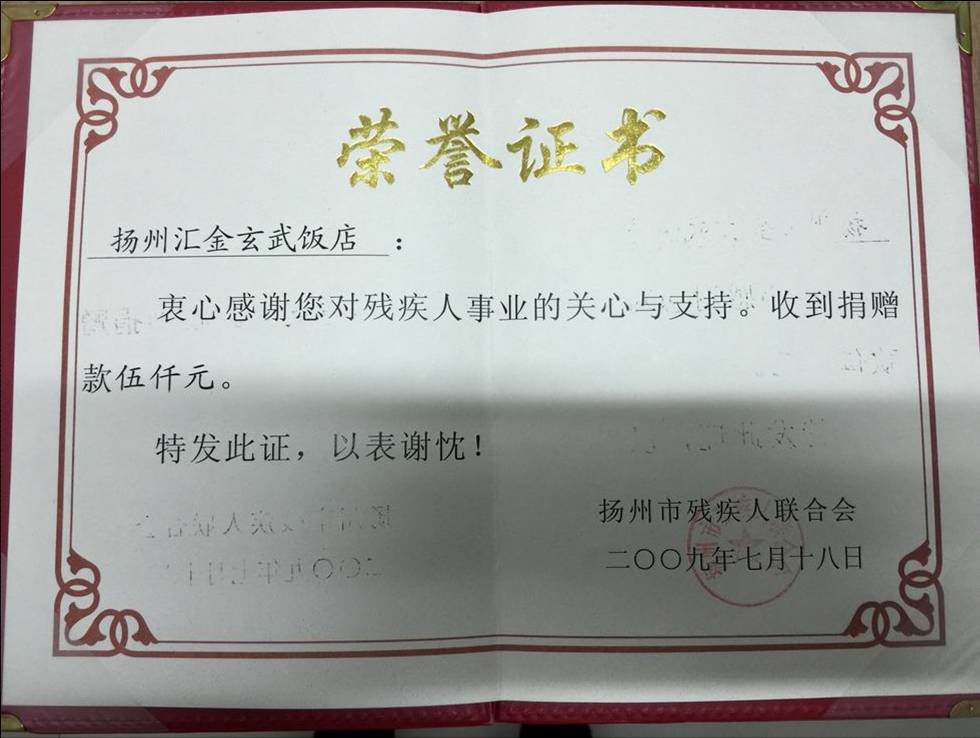 荣誉证书
扬州汇金玄武饭店：
衷心感谢您对残疾人事业的关心与支持。收到捐赠
款伍仟元。
特发此证，以表谢忱！
扬州市残疾人联合会
二〇〇九年七月十八日